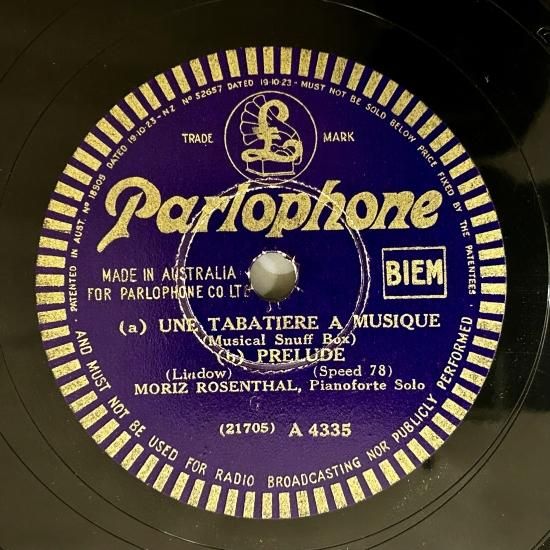 PATENTED IN AUST. Nº 18909 DATED 19-10-23 - N.Z Nº 52657 DATED 19-10-23 - MUST NOT BE SOLD BELOW PRICE FIXED BY THE PATENTEES
TRADE MARK
Parlophone
MADE IN AUSTRALIA
FOR PARLOPHONE CO. LTD
BIEM
(a) UNE TABATIERE A MUSIQUE
(Musical Snuff Box)
(b) PRELUDE
(Liadow) (Speed 78)
MORIZ ROSENTHAL, Pianoforte Solo
(21705) A 4335
AND MUST NOT BE USED FOR RADIO BROADCASTING NOR PUBLICLY PERFORMED